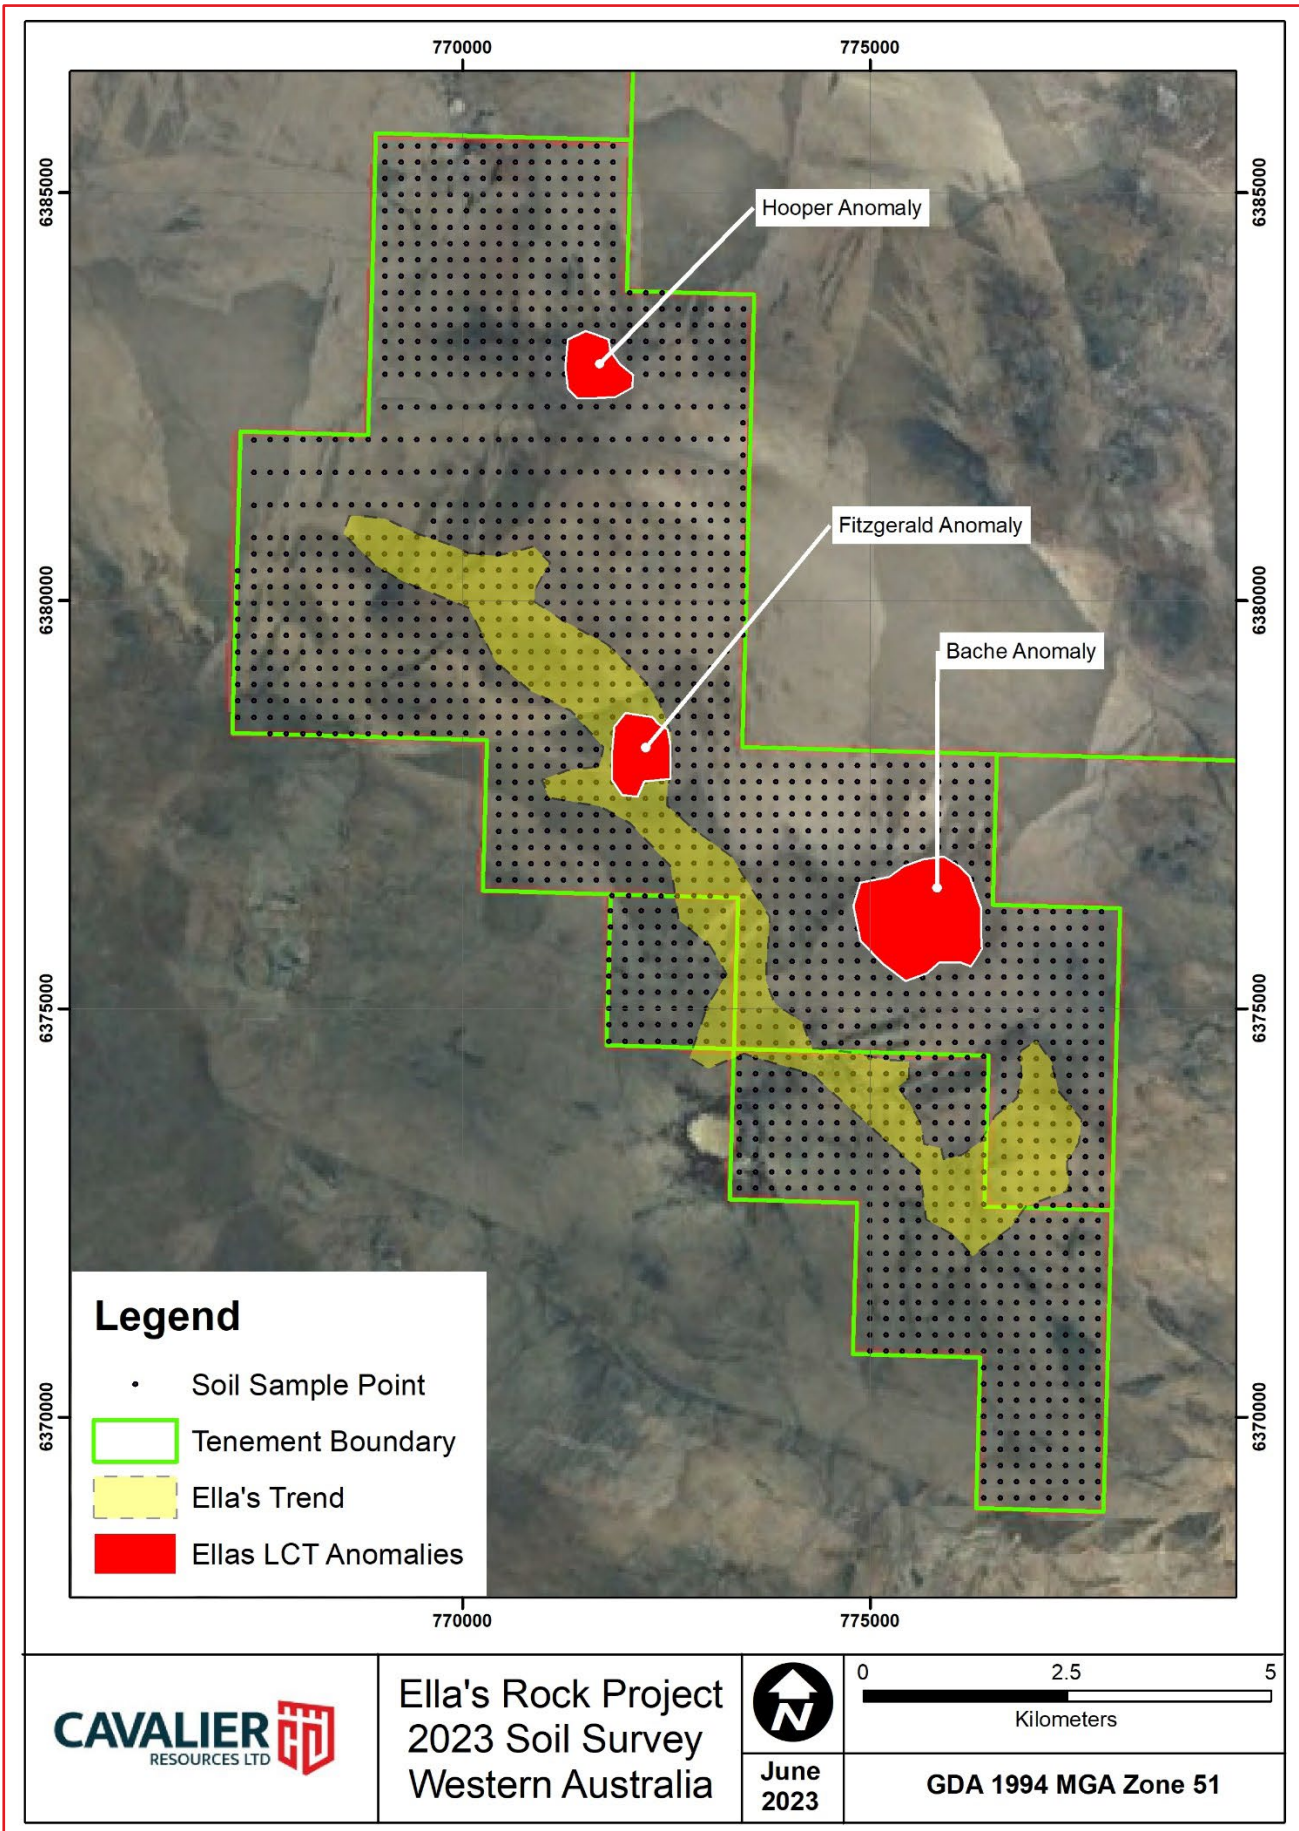 770000
775000
6385000
6385000
Hooper Anomaly
Fitzgerald Anomaly
6380000
6380000
Bache Anomaly
6375000
6375000
Legend
Soil Sample Point
Tenement Boundary
Ella's Trend
Ellas LCT Anomalies
6370000
6370000
770000
775000
CAVALIER
RESOURCES LTD
Ella's Rock Project
2023 Soil Survey
Western Australia
N
June
2023
0 2.5 5
Kilometers
GDA 1994 MGA Zone 51